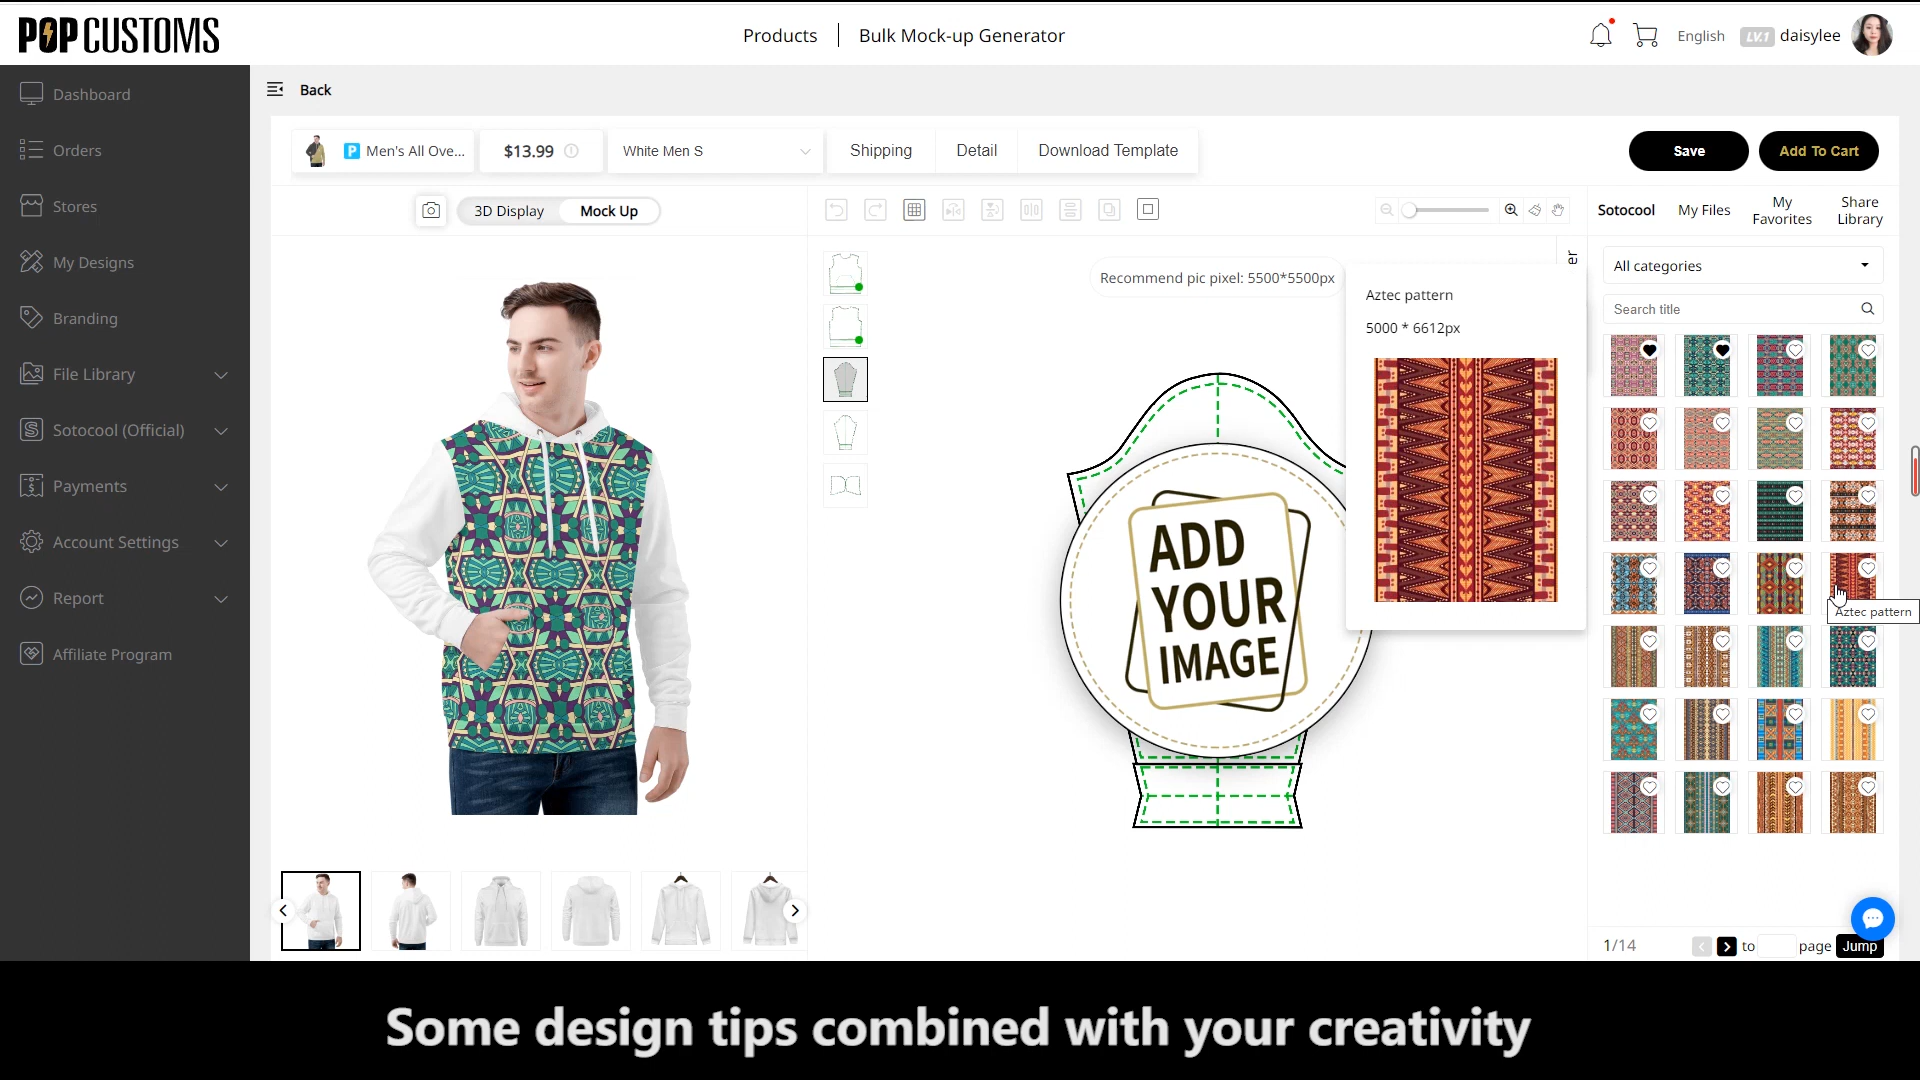 POP CUSTOMS
Products
Bulk Mock-up Generator
English
LV.1
daisylee
Dashboard
Orders
Stores
My Designs
Branding
File Library
Sotocool (Official)
Payments
Account Settings
Report
Affiliate Program
Back
P Men's All Ove...
$13.99
White Men S
Shipping
Detail
Download Template
Save
Add To Cart
3D Display
Mock Up
Recommend pic pixel: 5500*5500px
er
Aztec pattern
5000 * 6612px
ADD
YOUR
IMAGE
Sotocool
My Files
My
Favorites
Share
Library
All categories
Search title
Aztec pattern
1/14
to
page
Jump
Some design tips combined with your creativity